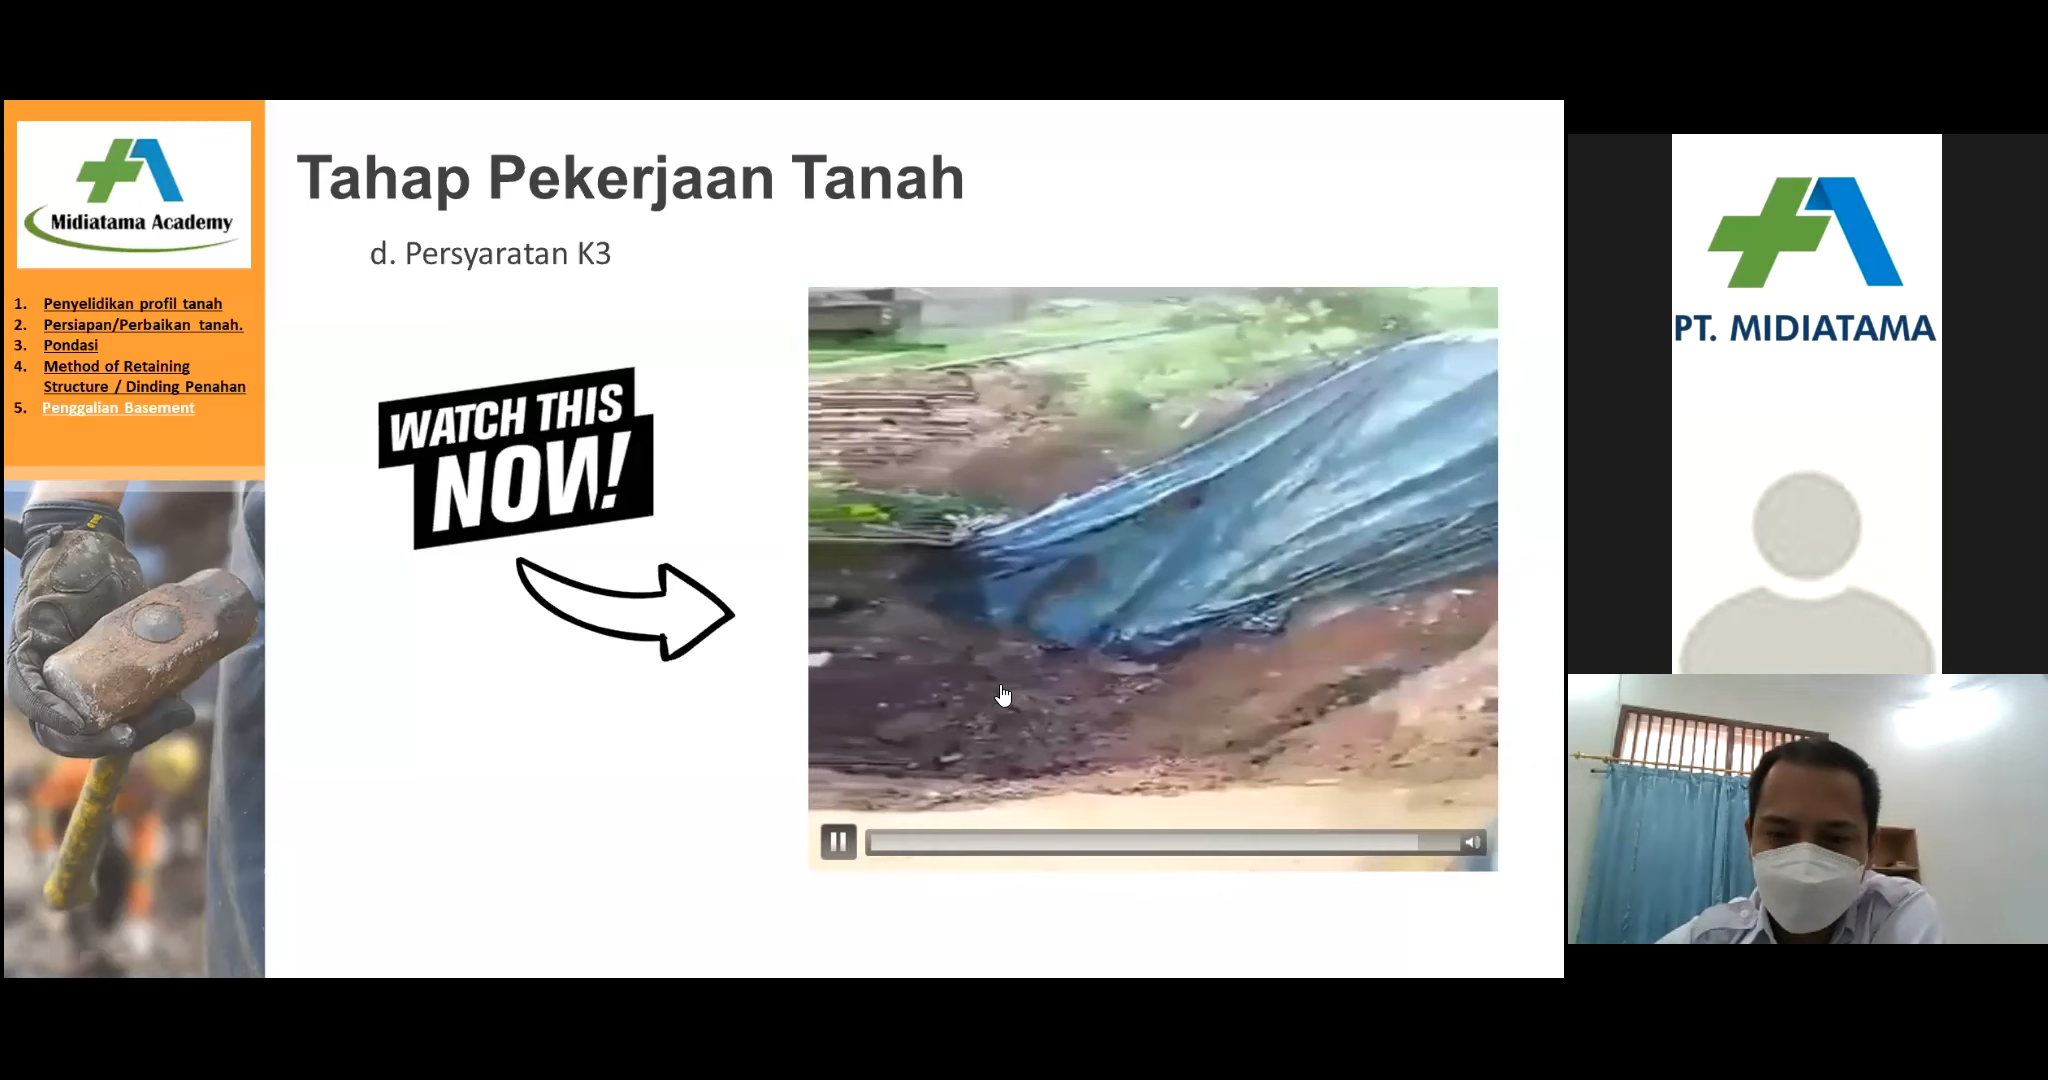 Midiatama Academy
1. Penyelidikan profil tanah
2. Persiapan/Perbaikan tanah.
3. Pondasi
4. Method of Retaining
Structure / Dinding Penahan
5. Penggalian Basement
Tahap Pekerjaan Tanah
d. Persyaratan K3
WATCH THIS
NOW!
PT. MIDIATAMA